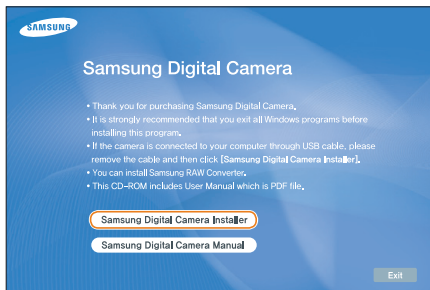 SAMSUNG
Samsung Digital Camera
• Thank you for purchasing Samsung Digital Camera.
• It is strongly recommended that you exit all Windows programs before
installing this program.
• If the camera is connected to your computer through USB cable, please
remove the cable and then click [Samsung Digital Camera Installer].
• You can install Samsung RAW Converter.
• This CD-ROM includes User Manual which is PDF file.
Samsung Digital Camera Installer
Samsung Digital Camera Manual
Exit